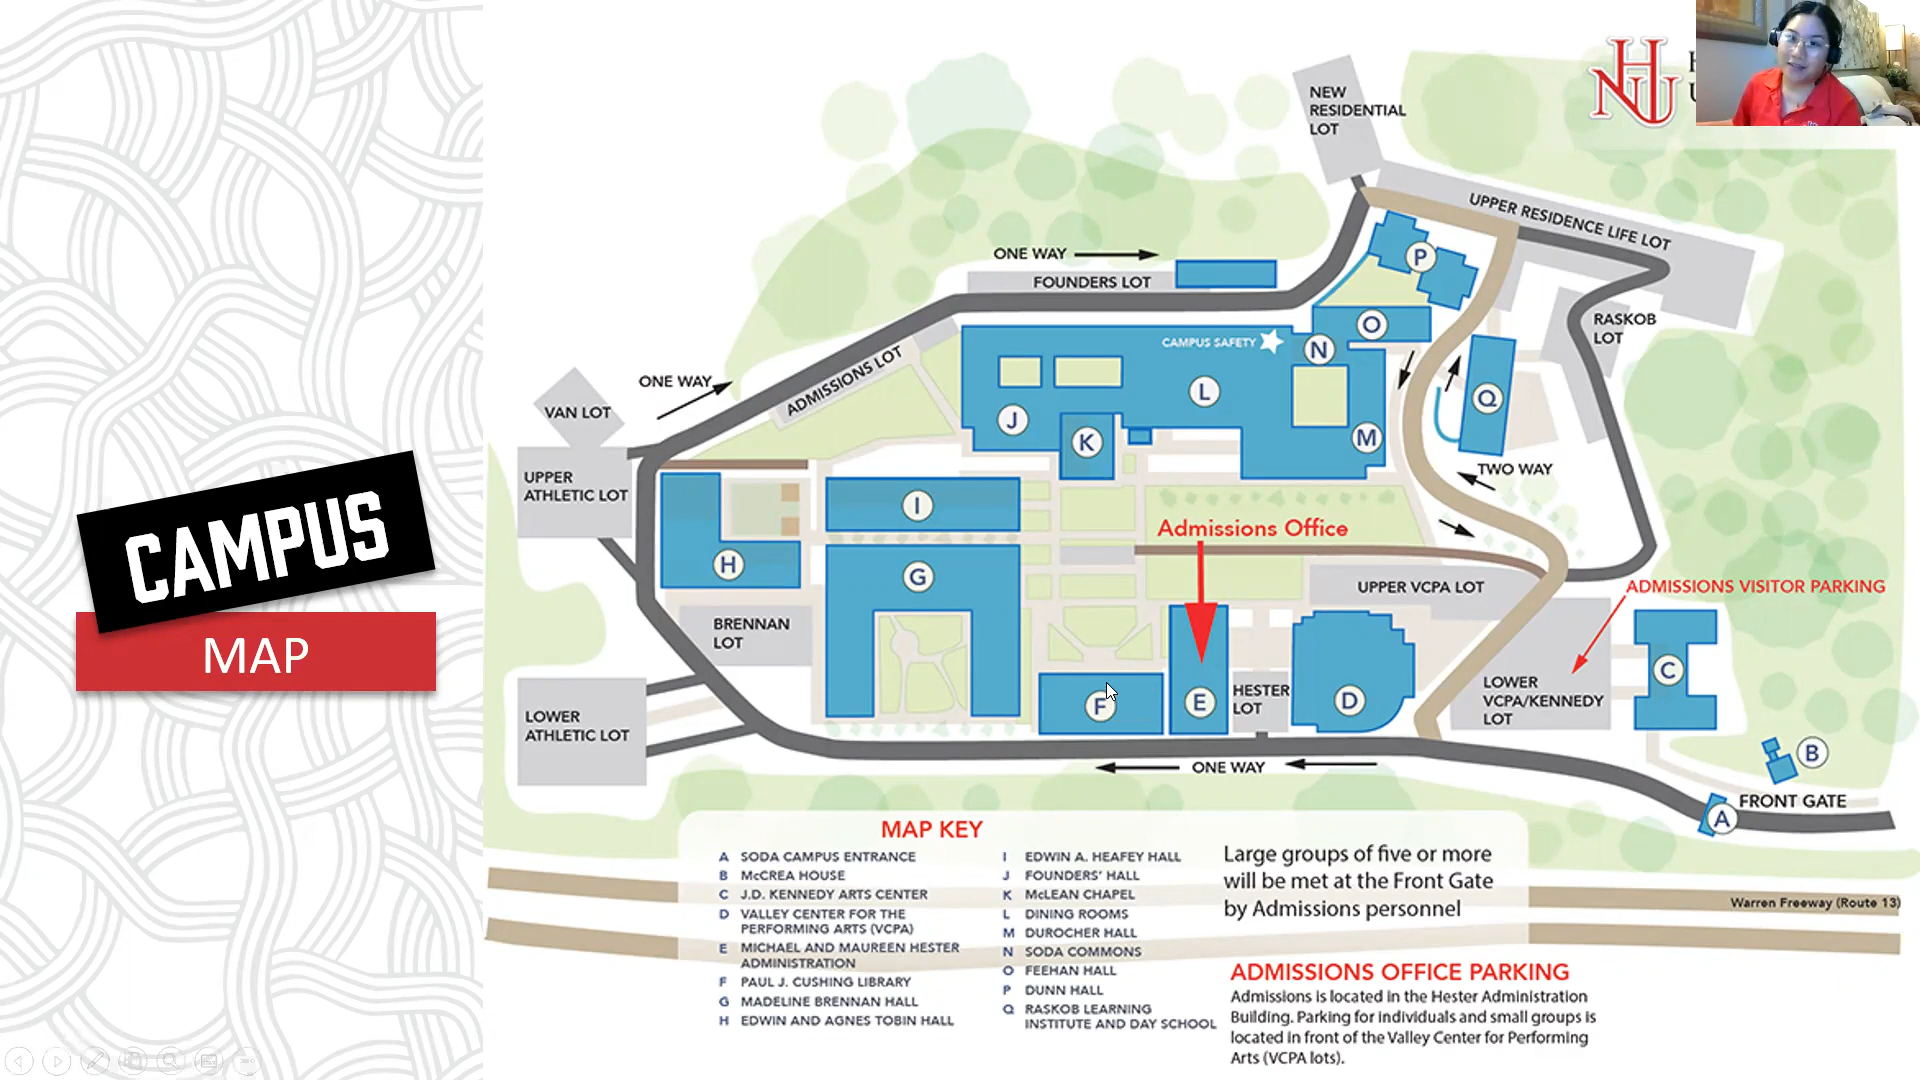 CAMPUS
MAP
HNU
NEW
RESIDENTIAL
LOT
UPPER RESIDENCE LIFE LOT
ONE WAY
FOUNDERS LOT
P
RASKOB
LOT
O
CAMPUS SAFETY
N
ONE WAY
ADMISSIONS LOT
VAN LOT
L
Q
J
K
M
TWO WAY
UPPER
ATHLETIC LOT
I
Admissions Office
H
G
UPPER VCPA LOT
ADMISSIONS VISITOR PARKING
BRENNAN
LOT
C
LOWER
VCPA/KENNEDY
LOT
HESTER
LOT
F
E
D
LOWER
ATHLETIC LOT
B
ONE WAY
FRONT GATE
A
MAP KEY
A SODA CAMPUS ENTRANCE
B McCREA HOUSE
C J.D. KENNEDY ARTS CENTER
D VALLEY CENTER FOR THE
PERFORMING ARTS (VCPA)
E MICHAEL AND MAUREEN HESTER
ADMINISTRATION
F PAUL J. CUSHING LIBRARY
G MADELINE BRENNAN HALL
H EDWIN AND AGNES TOBIN HALL
I EDWIN A. HEAFEY HALL
J FOUNDERS' HALL
K McLEAN CHAPEL
L DINING ROOMS
M DUROCHER HALL
N SODA COMMONS
O FEEHAN HALL
P DUNN HALL
Q RASKOB LEARNING
INSTITUTE AND DAY SCHOOL
Large groups of five or more
will be met at the Front Gate
by Admissions personnel
Warren Freeway (Route 13)
ADMISSIONS OFFICE PARKING
Admissions is located in the Hester Administration
Building. Parking for individuals and small groups is
located in front of the Valley Center for Performing
Arts (VCPA lots).